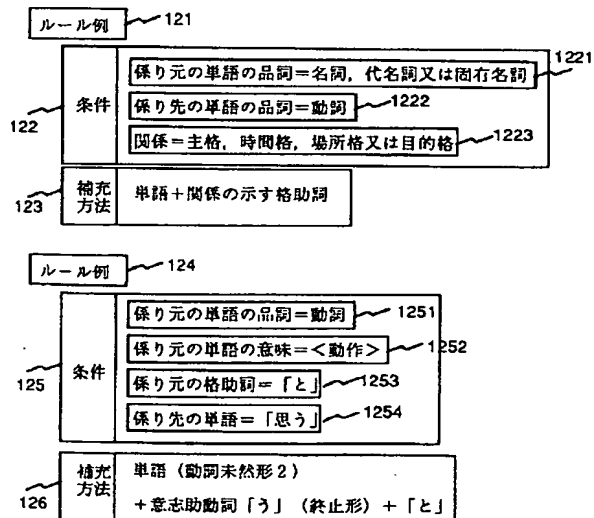 ルール例 121
1221
係り元の単語の品詞=名詞,代名詞又は固有名詞
122 条件 係り先の単語の品詞=動詞 1222
関係=主格,時間格,場所格又は目的格 1223
123 補充方法 単語+関係の示す格助詞
ルール例 124
係り元の単語の品詞=動詞 1251
係り元の単語の意味=<動作> 1252
125 条件 係り元の格助詞=「と」 1253
係り先の単語=「思う」 1254
126 補充方法 単語(動詞未然形2)
+意志助動詞「う」(終止形)+「と」